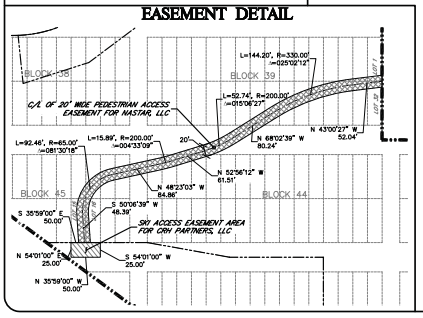 EASEMENT DETAIL
L=144.20', R=330.00'
△=025°02'12"
BLOCK 38
BLOCK 39
LOT 1
LOT 32
C/L OF 20' WIDE PEDESTRIAN ACCESS
EASEMENT FOR NASTAR, LLC
L=52.74', R=200.00'
△=015°06'27"
L=15.89', R=200.00'
△=004°33'09"
L=92.46', R=65.00'
△=081°30'18"
20'
N 43°00'27" W
52.04'
N 68°02'39" W
80.24'
N 52°56'12" W
61.51'
N 48°23'03" W
84.86'
BLOCK 45
BLOCK 44
S 50°06'39" W
48.39'
S 35°59'00" E
50.00'
SKI ACCESS EASEMENT AREA
FOR CRH PARTNERS, LLC
N 54°01'00" E
25.00'
S 54°01'00" W
25.00'
N 35°59'00" W
50.00'